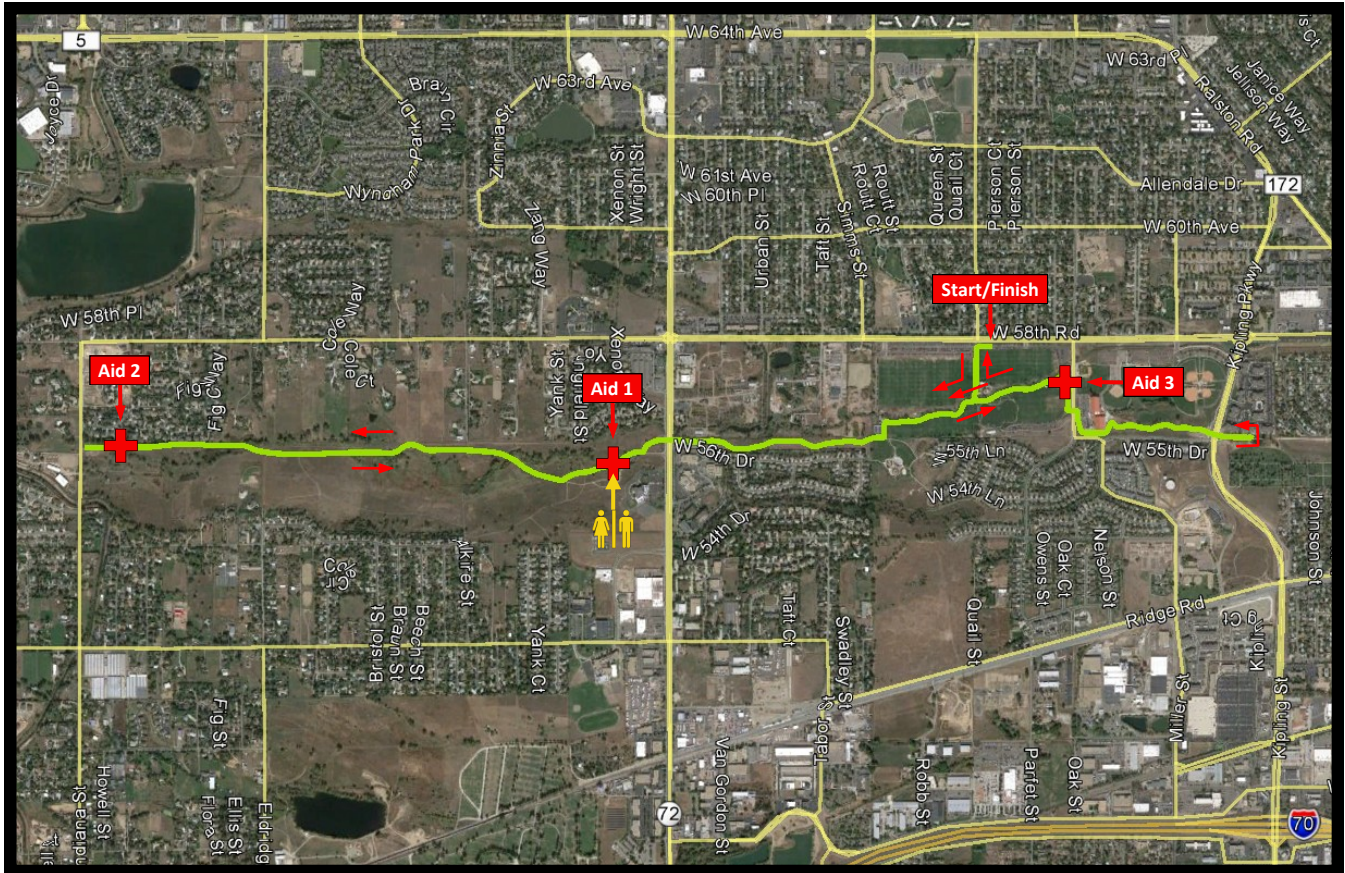 5
W 64th Ave
W 63rd Pl
Ralston Rd
Janice Way
Jellison Way
Joyce Dr
Wyndham Park Dr
Zinnia St
W 63rd Ave
Xenon St
Wright St
W 61st Ave
W 60th Pl
Queen St
Quail Ct
Pierson Ct
Pierson St
Routt St
Routt Ct
Simms St
Allendale Dr
172
W 60th Ave
Zang Way
Urban St
Taft St
Start/Finish
W 58th Pl
Cole Way
Cole Ct
W 58th Rd
Kipling Pkwy
Aid 2
Fig Way
Yank St
Aid 1
Aid 3
W 56th Dr
W 55th Ln
W 55th Dr
W 54th Ln
W 54th Dr
Johnson St
Owens St
Oak Ct
Nelson St
Alkire St
Bristol St
Braun St
Beech St
Yank Ct
Taft Ct
Swadley St
Quail St
Ridge Rd
Miller St
Kipling St
Tabor St
Fig St
Howell St
Flora St
Ellis St
Van Gordon St
72
Robb St
Parfet St
Oak St
70